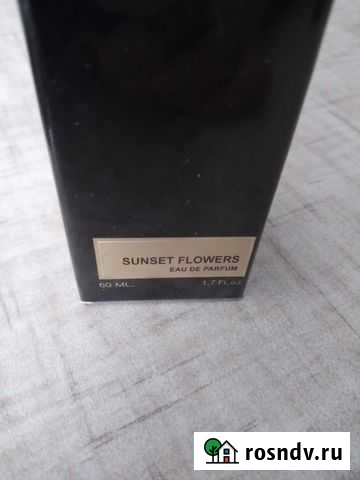 SUNSET FLOWERS
EAU DE PARFUM
50 ML. 1.7 Fl.oz
rosndv.ru